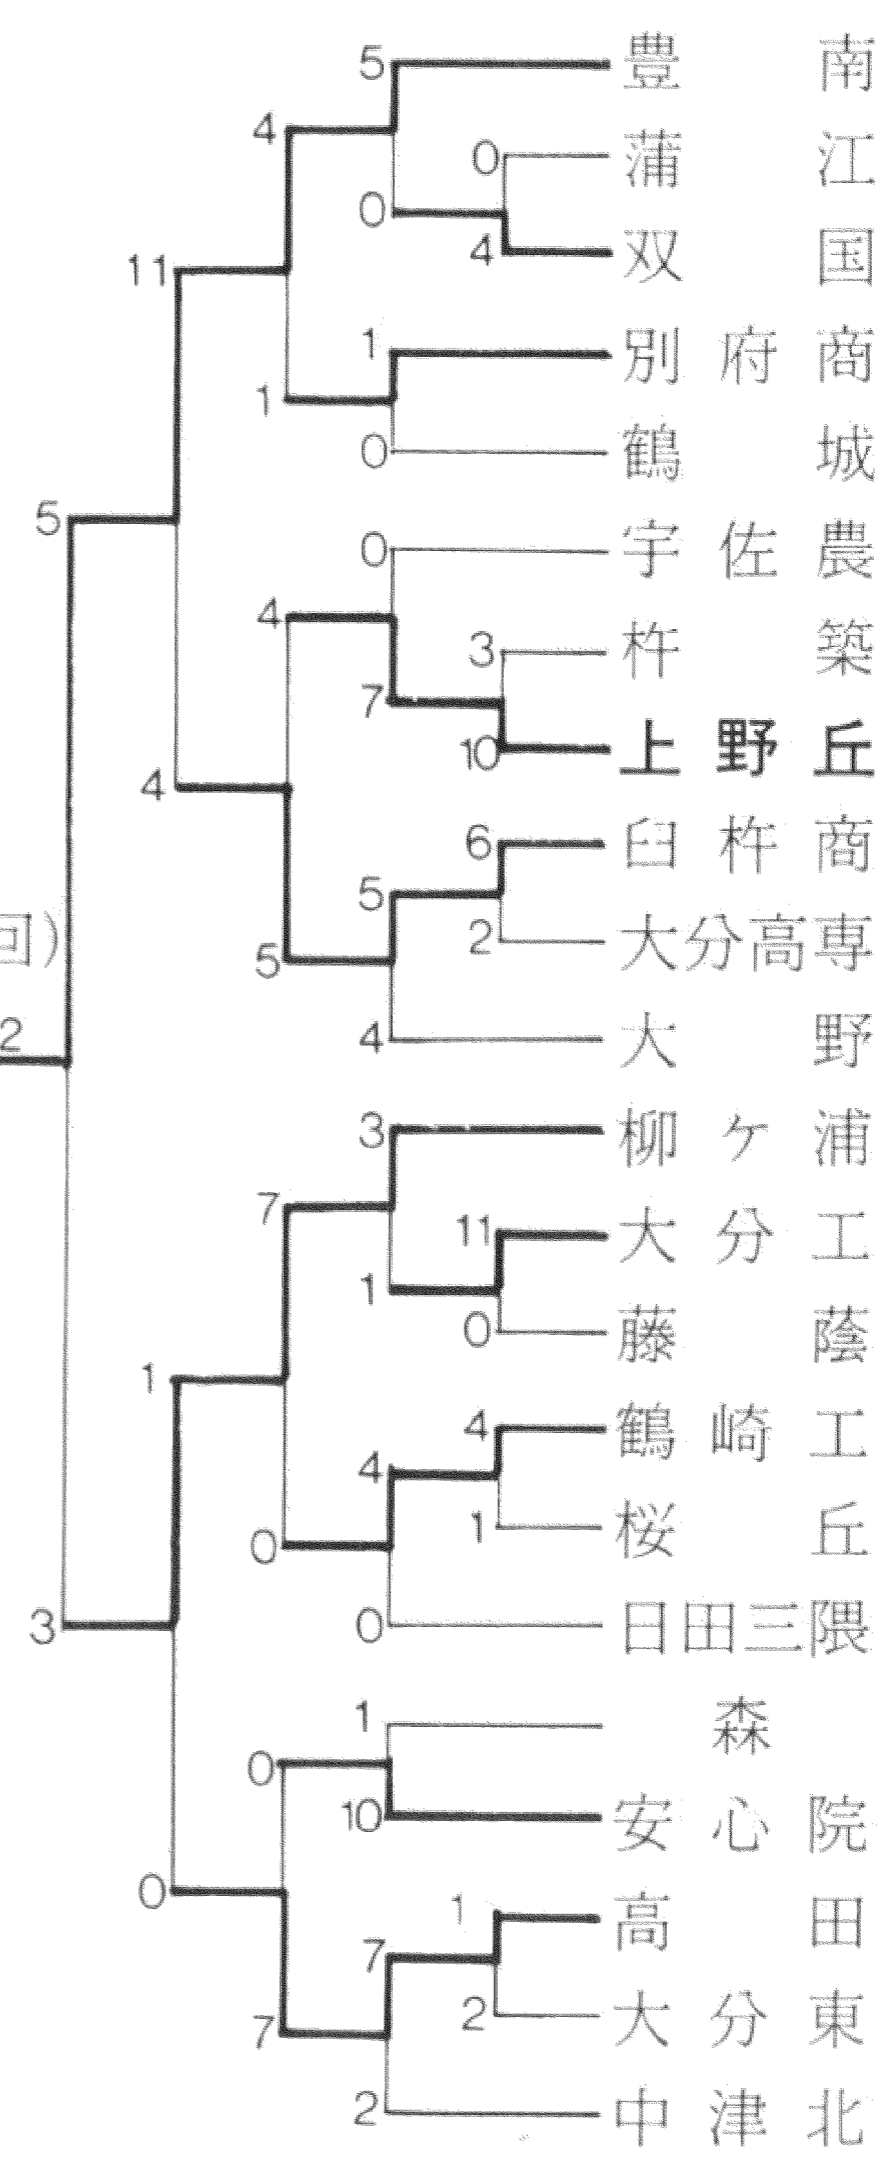 5 豊南
4
0 蒲江
0
4 双国
11
1 別府商
1
0 鶴城
5
0 宇佐農
4
3 杵築
7
10 上野丘
4
6 臼杵商
5
2 大分高専
回)
5
4 大野
2
3 柳ケ浦
7
11 大分工
1
0 藤蔭
1
4 鶴崎工
4
1 桜丘
0
0 日田三隈
3
1 森
0
10 安心院
0
1 高田
7
2 大分東
7
2 中津北